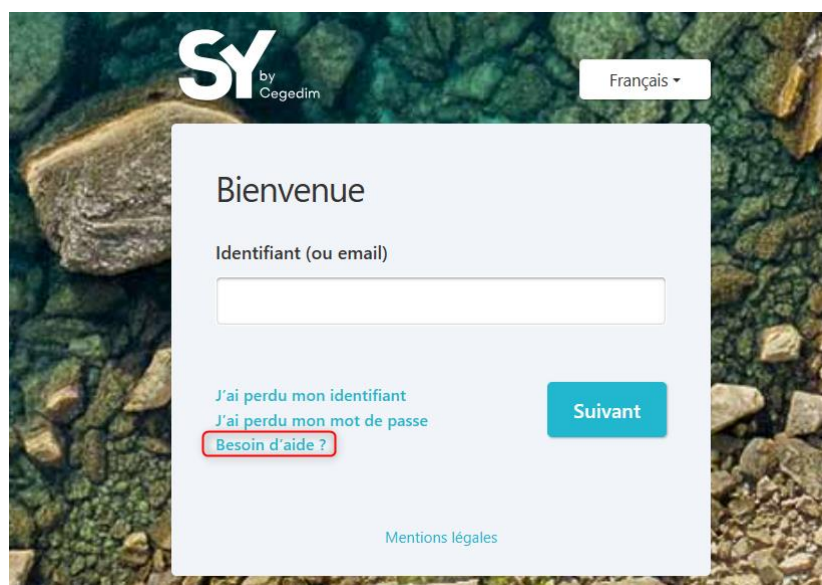 SY
by
Cegedim
Français
Bienvenue
Identifiant (ou email)
J'ai perdu mon identifiant
J'ai perdu mon mot de passe
Suivant
Besoin d'aide ?
Mentions légales